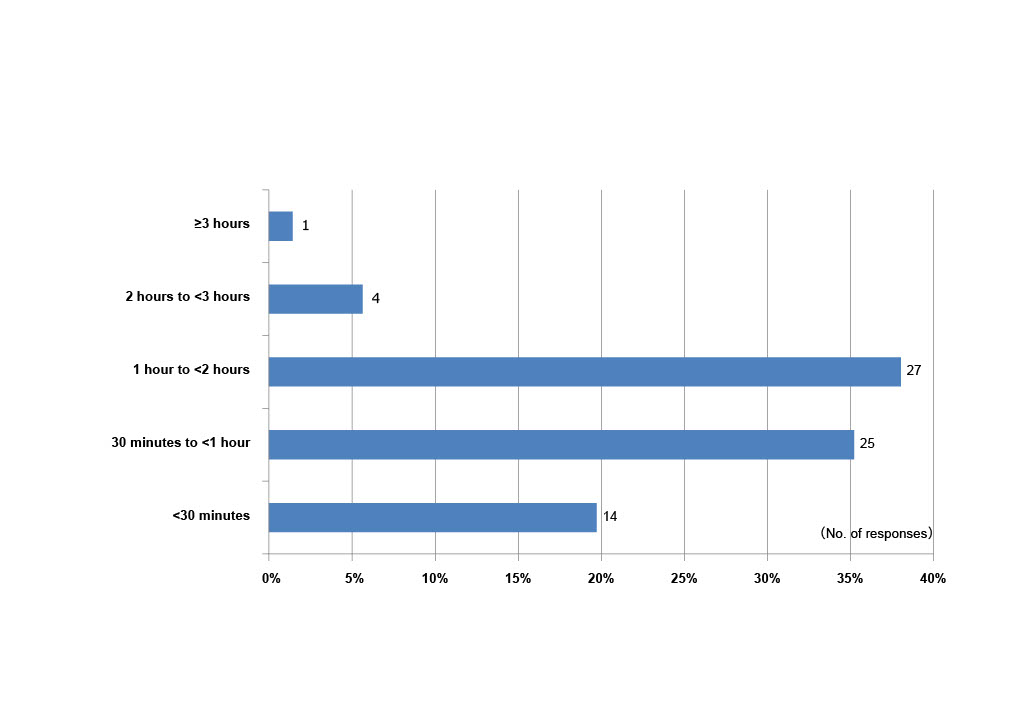 ≥3 hours 1
2 hours to <3 hours 4
1 hour to <2 hours 27
30 minutes to <1 hour 25
<30 minutes 14
（No. of responses）
0% 5% 10% 15% 20% 25% 30% 35% 40%